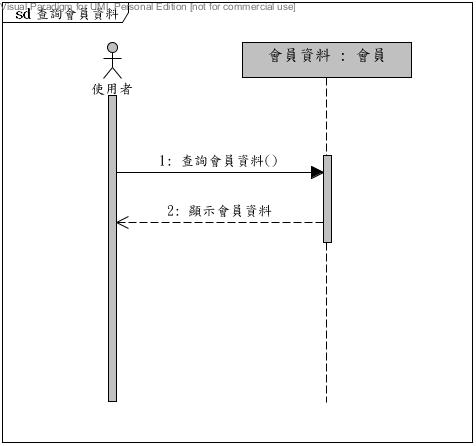 Visual Paradigm for UML Personal Edition [not for commercial use]
sd 查詢會員資料
會員資料 : 會員
使用者
1: 查詢會員資料()
2: 顯示會員資料